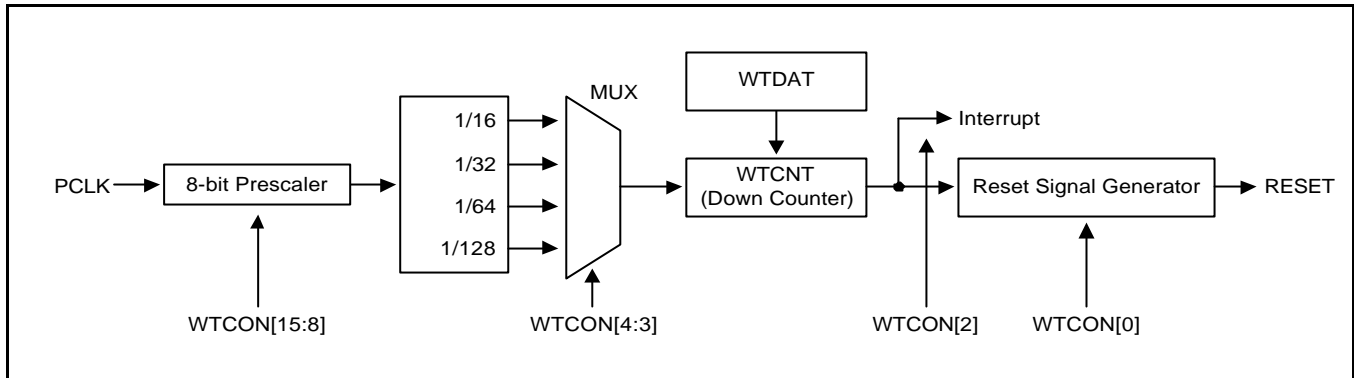 WTDAT
MUX
1/16
Interrupt
1/32
PCLK
8-bit Prescaler
WTCNT
(Down Counter)
Reset Signal Generator
RESET
1/64
1/128
WTCON[15:8]
WTCON[4:3]
WTCON[2]
WTCON[0]